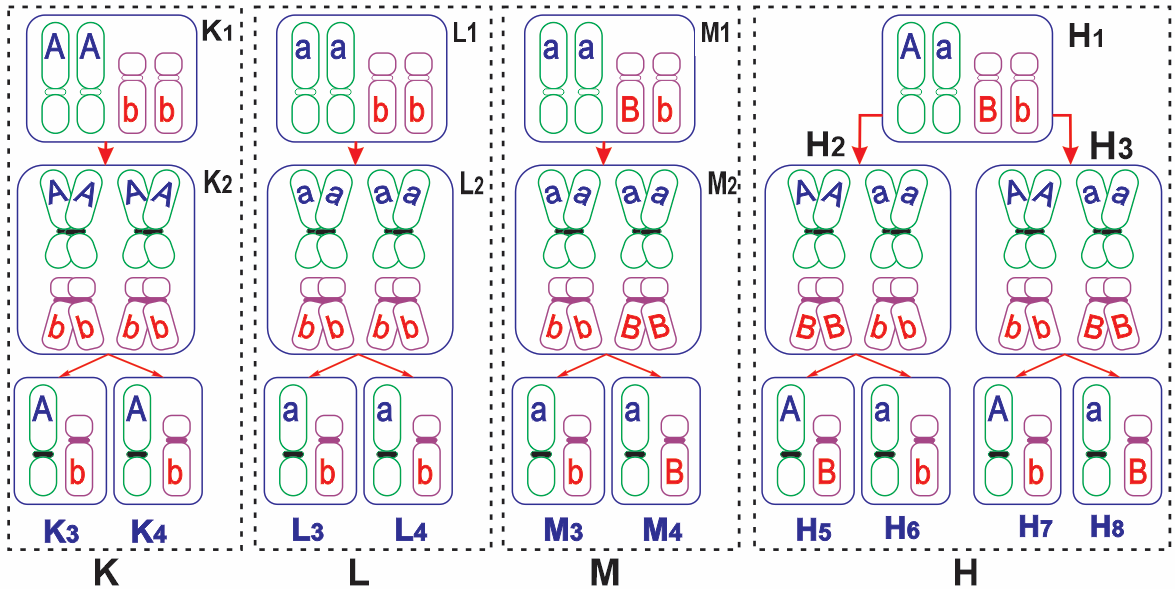 A A b b K1
a a b b L1
a a B b M1
A a B b H1
H2 H3
A A A A K2
a a a a L2
a a a a M2
A A a a
A A a a
b b b b
b b b b
b b B B
B B b b
b b B B
A b A b
a b a b
a b a B
A B a b
A b a B
K3 K4
L3 L4
M3 M4
H5 H6
H7 H8
K
L
M
H